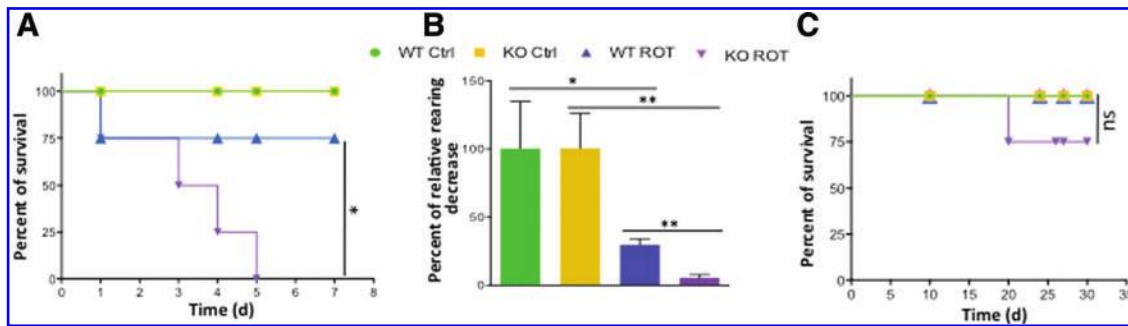 A
B
C
WT Ctrl KO Ctrl WT ROT KO ROT
Percent of survival
100
75
50
25
0
0 1 2 3 4 5 6 7 8
Time (d)
*
Percent of relative rearing
decrease
150
100
50
0
*
**
**
Percent of survival
100
75
50
25
0
0 5 10 15 20 25 30 35
Time (d)
ns